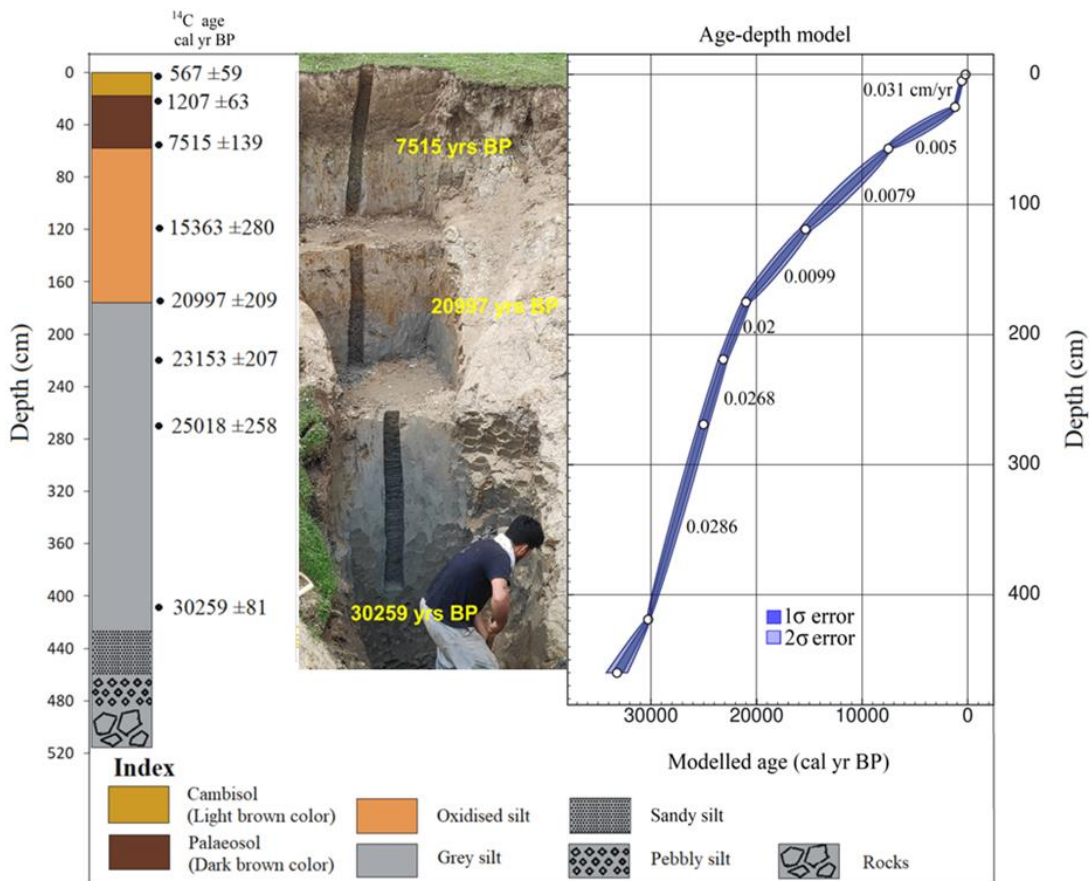 ¹⁴C age
cal yr BP
Age-depth model
0
40
80
120
160
200
240
280
320
360
400
440
480
520
Depth (cm)
567 ±59
1207 ±63
7515 ±139
15363 ±280
20997 ±209
23153 ±207
25018 ±258
30259 ±81
7515 yrs BP
20997 yrs BP
30259 yrs BP
0.031 cm/yr
0.005
0.0079
0.0099
0.02
0.0268
0.0286
1σ error
2σ error
0
100
200
300
400
Depth (cm)
30000 20000 10000 0
Modelled age (cal yr BP)
Index
Cambisol
(Light brown color)
Palaeosol
(Dark brown color)
Oxidised silt
Grey silt
Sandy silt
Pebbly silt
Rocks